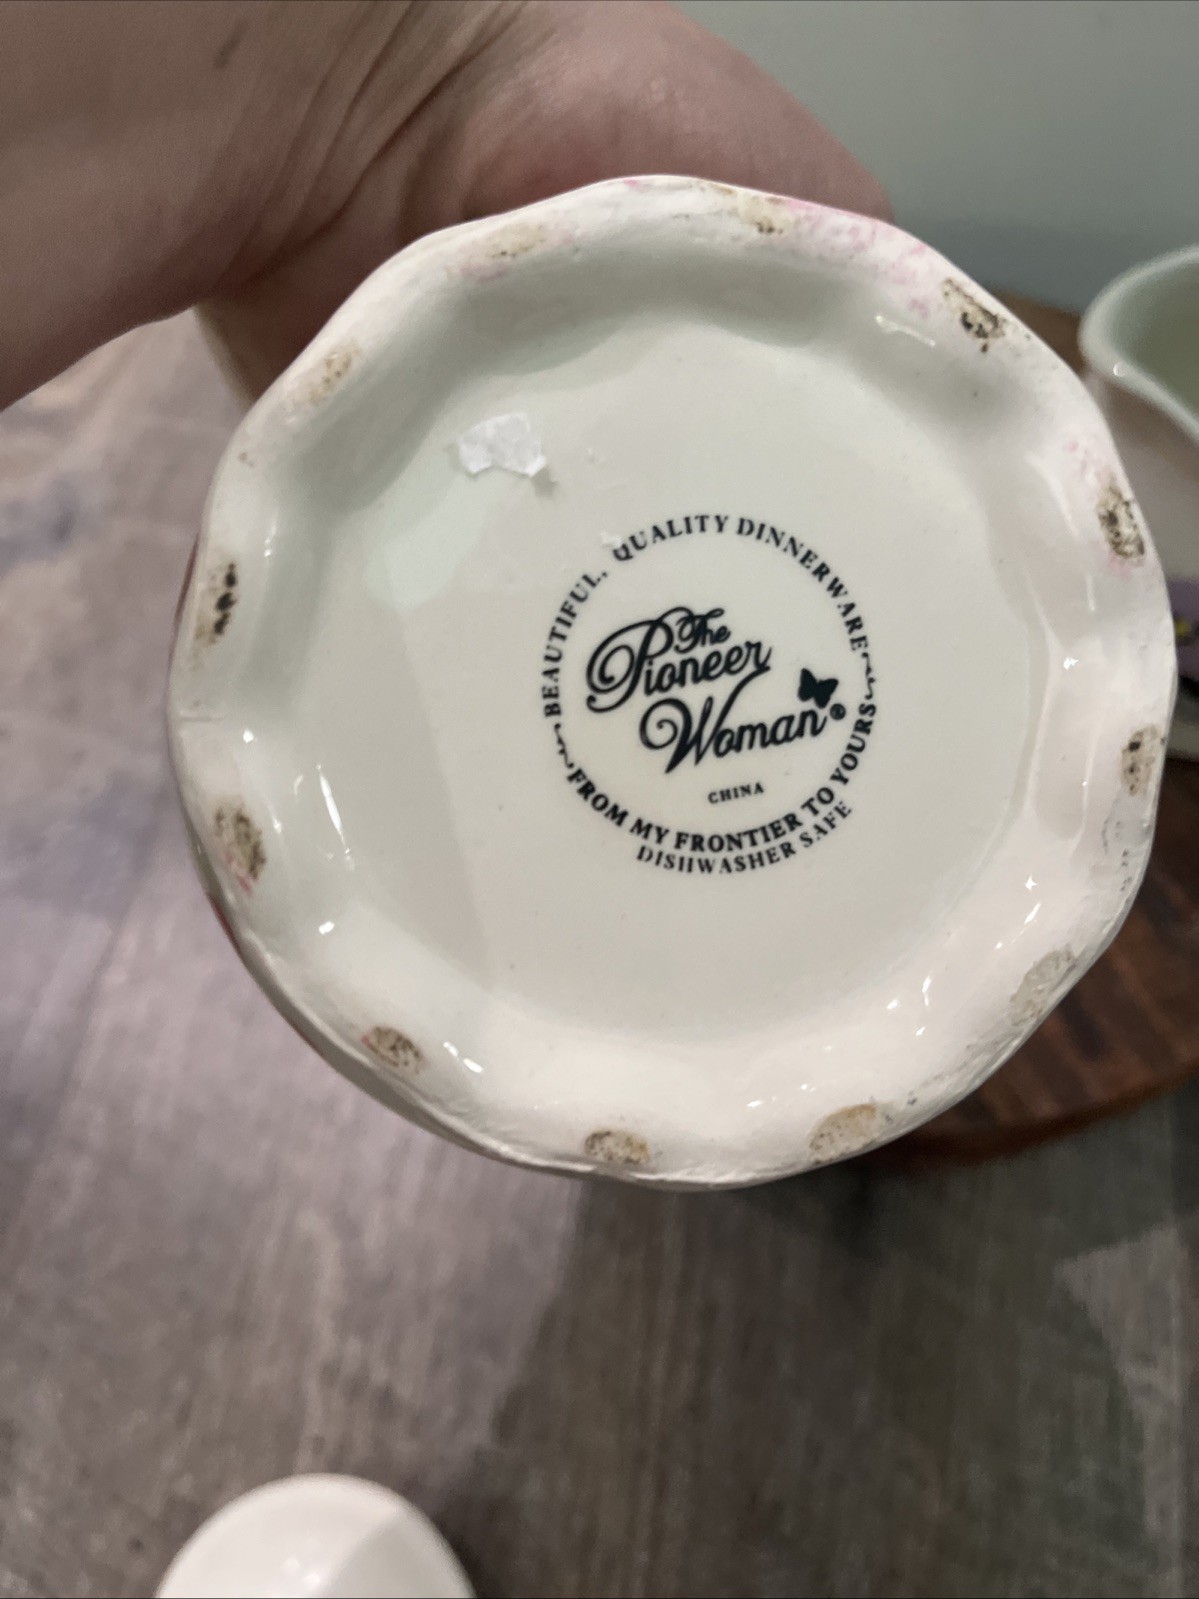 BEAUTIFUL, QUALITY DINNERWARE
The
Pioneer
Woman®
CHINA
FROM MY FRONTIER TO YOURS
DISHWASHER SAFE